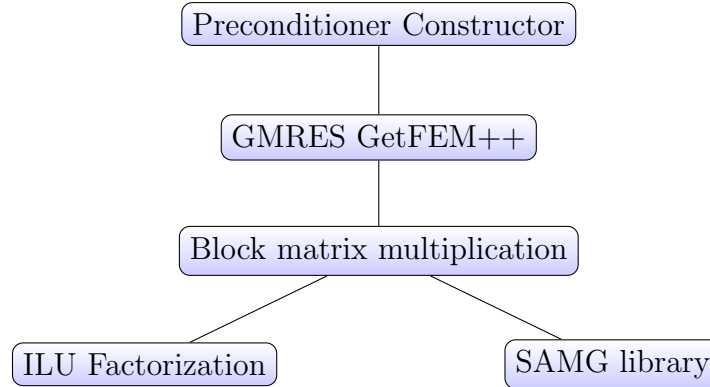 Preconditioner Constructor
GMRES GetFEM++
Block matrix multiplication
ILU Factorization
SAMG library